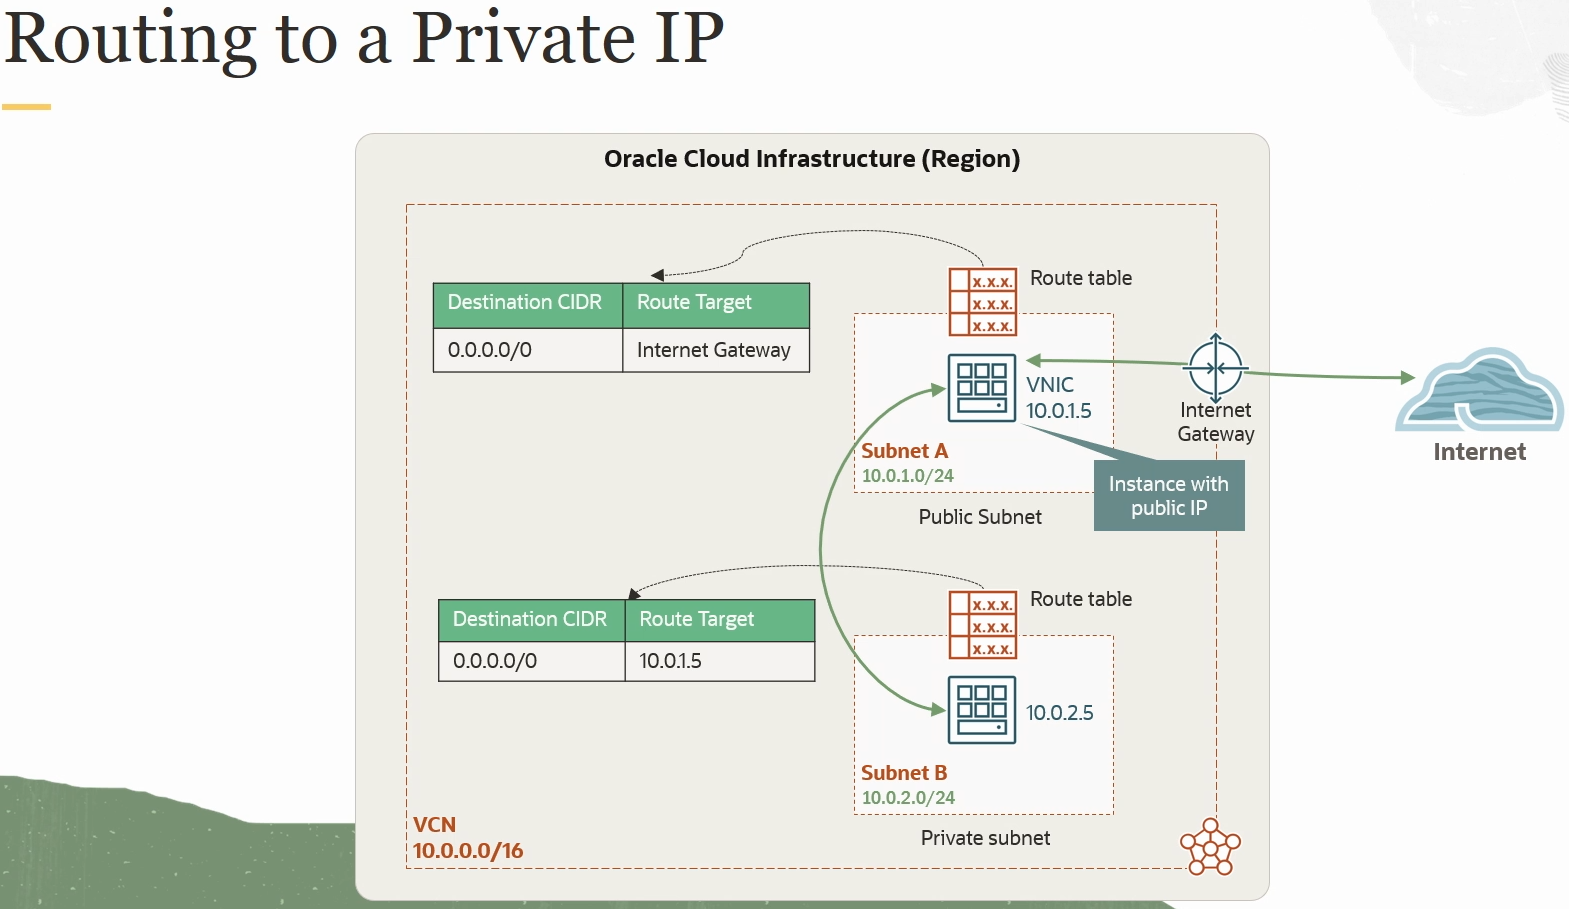 Routing to a Private IP
Oracle Cloud Infrastructure (Region)
Destination CIDR Route Target
0.0.0.0/0 Internet Gateway
Route table
x.x.x.
x.x.x.
x.x.x.
VNIC
10.0.1.5
Subnet A
10.0.1.0/24
Public Subnet
Internet
Gateway
Internet
Instance with
public IP
Destination CIDR Route Target
0.0.0.0/0 10.0.1.5
Route table
x.x.x.
x.x.x.
x.x.x.
10.0.2.5
Subnet B
10.0.2.0/24
Private subnet
VCN
10.0.0.0/16